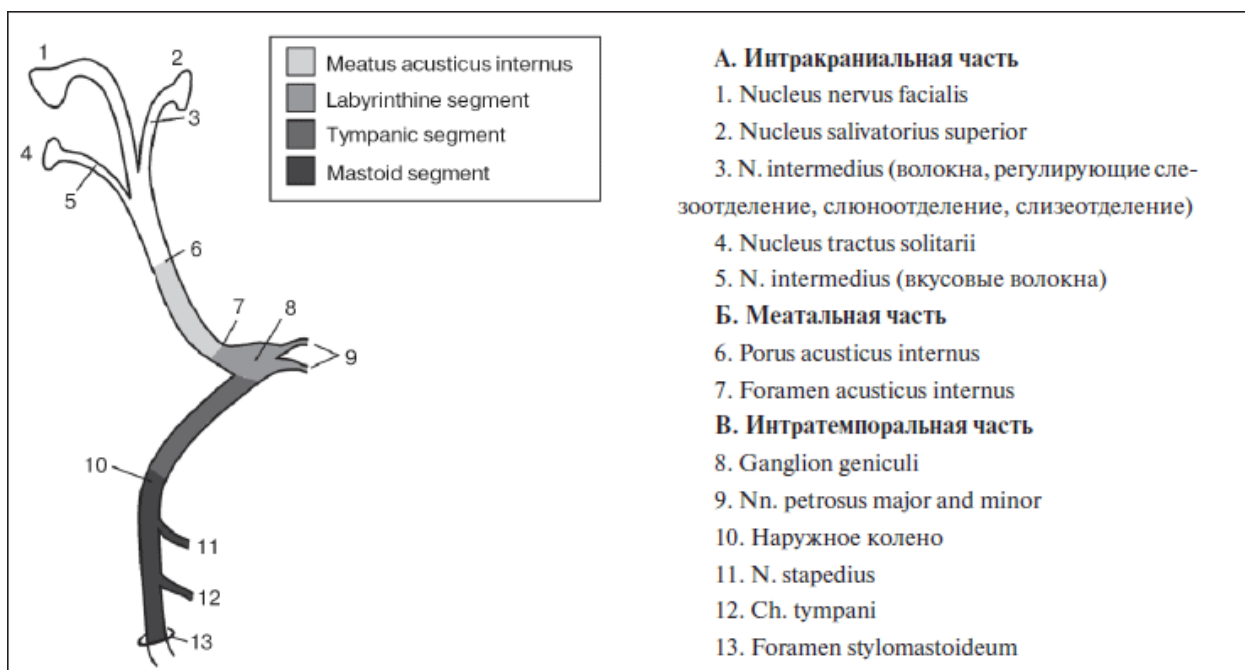 1
2
3
4
5
6
7
8
9
10
11
12
13
Meatus acusticus internus
Labyrinthine segment
Tympanic segment
Mastoid segment
А. Интракраниальная часть
1. Nucleus nervus facialis
2. Nucleus salivatorius superior
3. N. intermedius (волокна, регулирующие сле-
зоотделение, слюноотделение, слизеотделение)
4. Nucleus tractus solitarii
5. N. intermedius (вкусовые волокна)
Б. Меатальная часть
6. Porus acusticus internus
7. Foramen acusticus internus
В. Интратемпоральная часть
8. Ganglion geniculi
9. Nn. petrosus major and minor
10. Наружное колено
11. N. stapedius
12. Ch. tympani
13. Foramen stylomastoideum